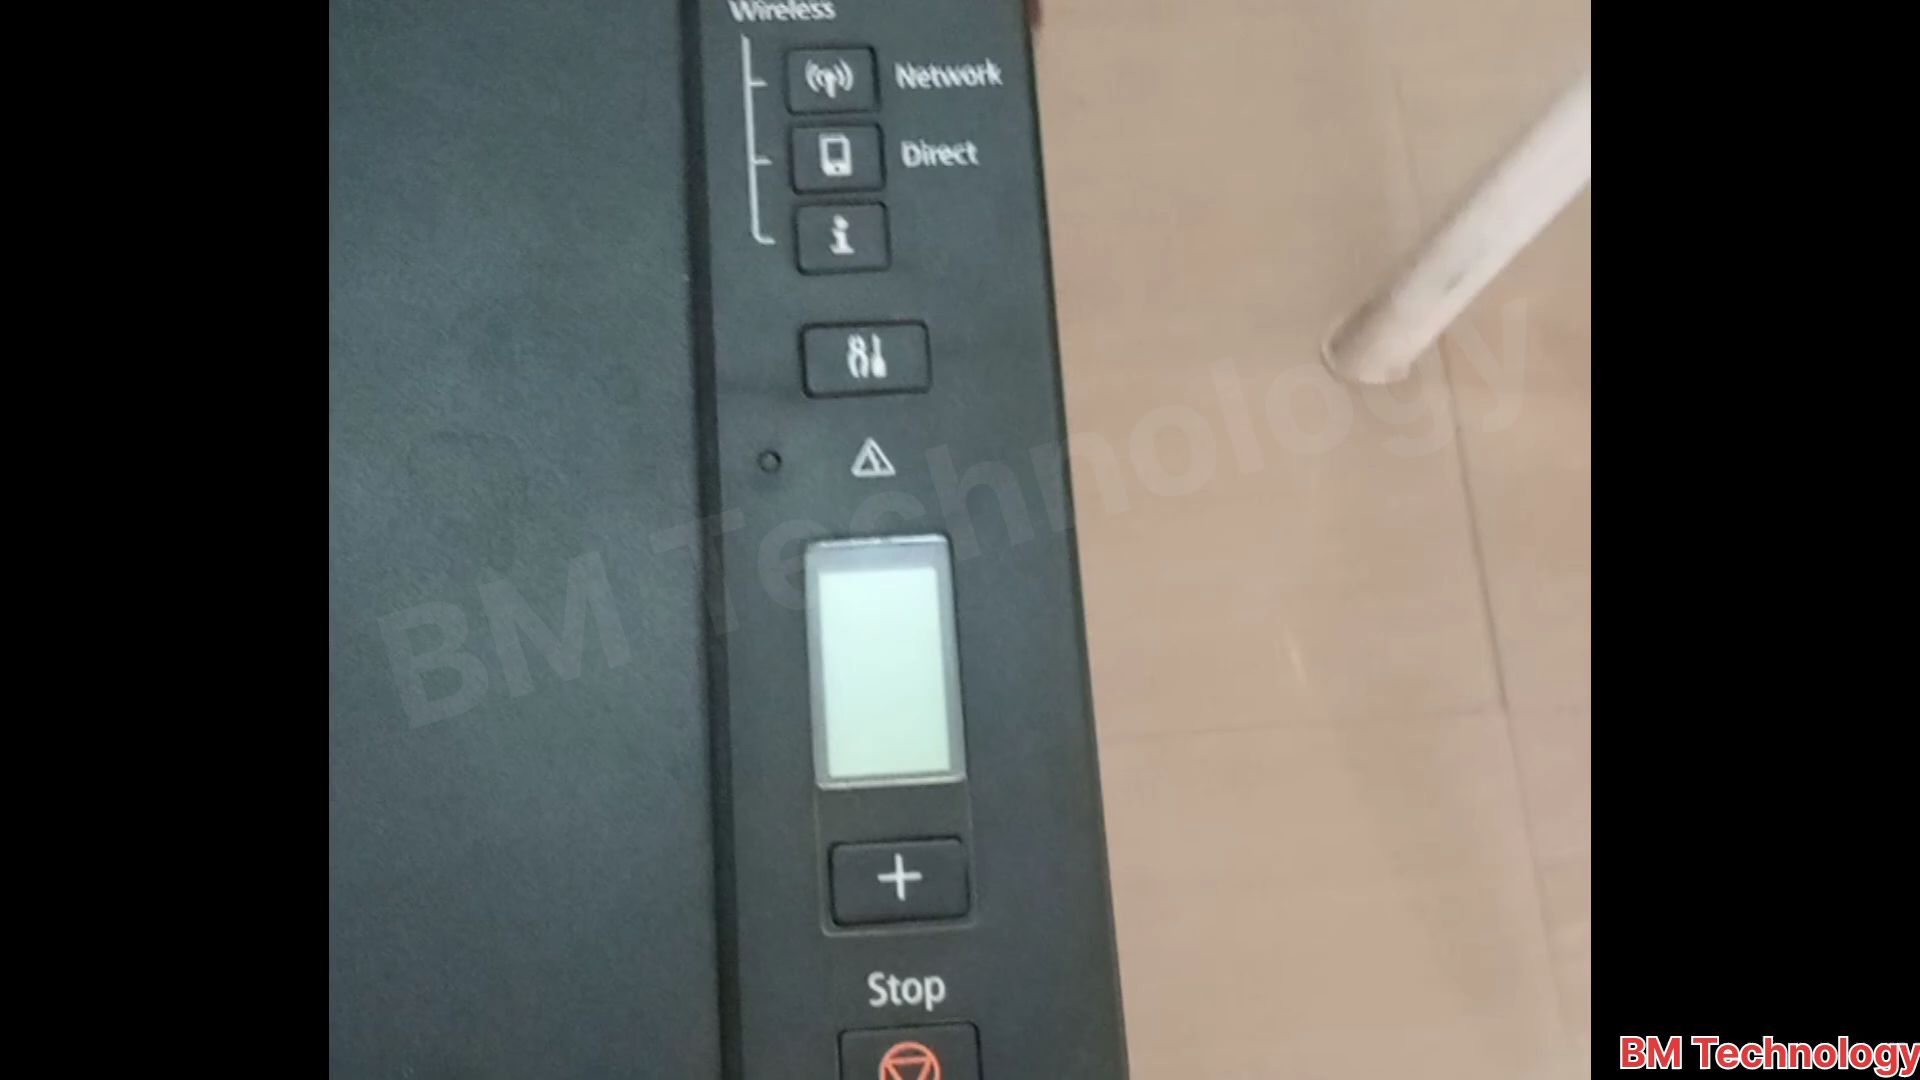 Wireless
Network
Direct
BM Technology
Stop
BM Technology